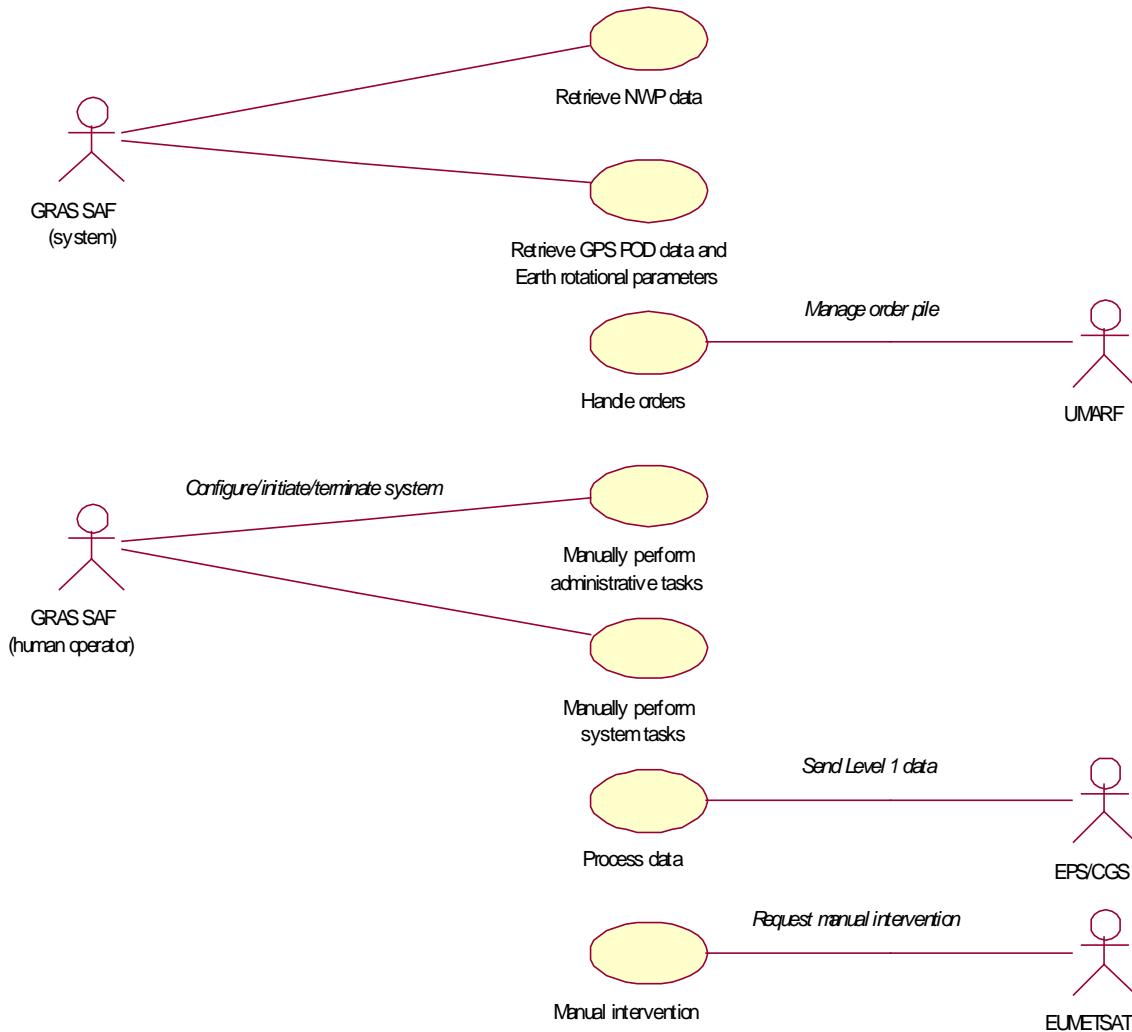 Retrieve NWP data
GRAS SAF
(system)
Retrieve GPS POD data and
Earth rotational parameters
Manage order pile
Handle orders
UMARF
Configure/initiate/terminate system
Manually perform
administrative tasks
GRAS SAF
(human operator)
Manually perform
system tasks
Send Level 1 data
Process data
EPS/CGS
Request manual intervention
Manual intervention
EUMETSAT